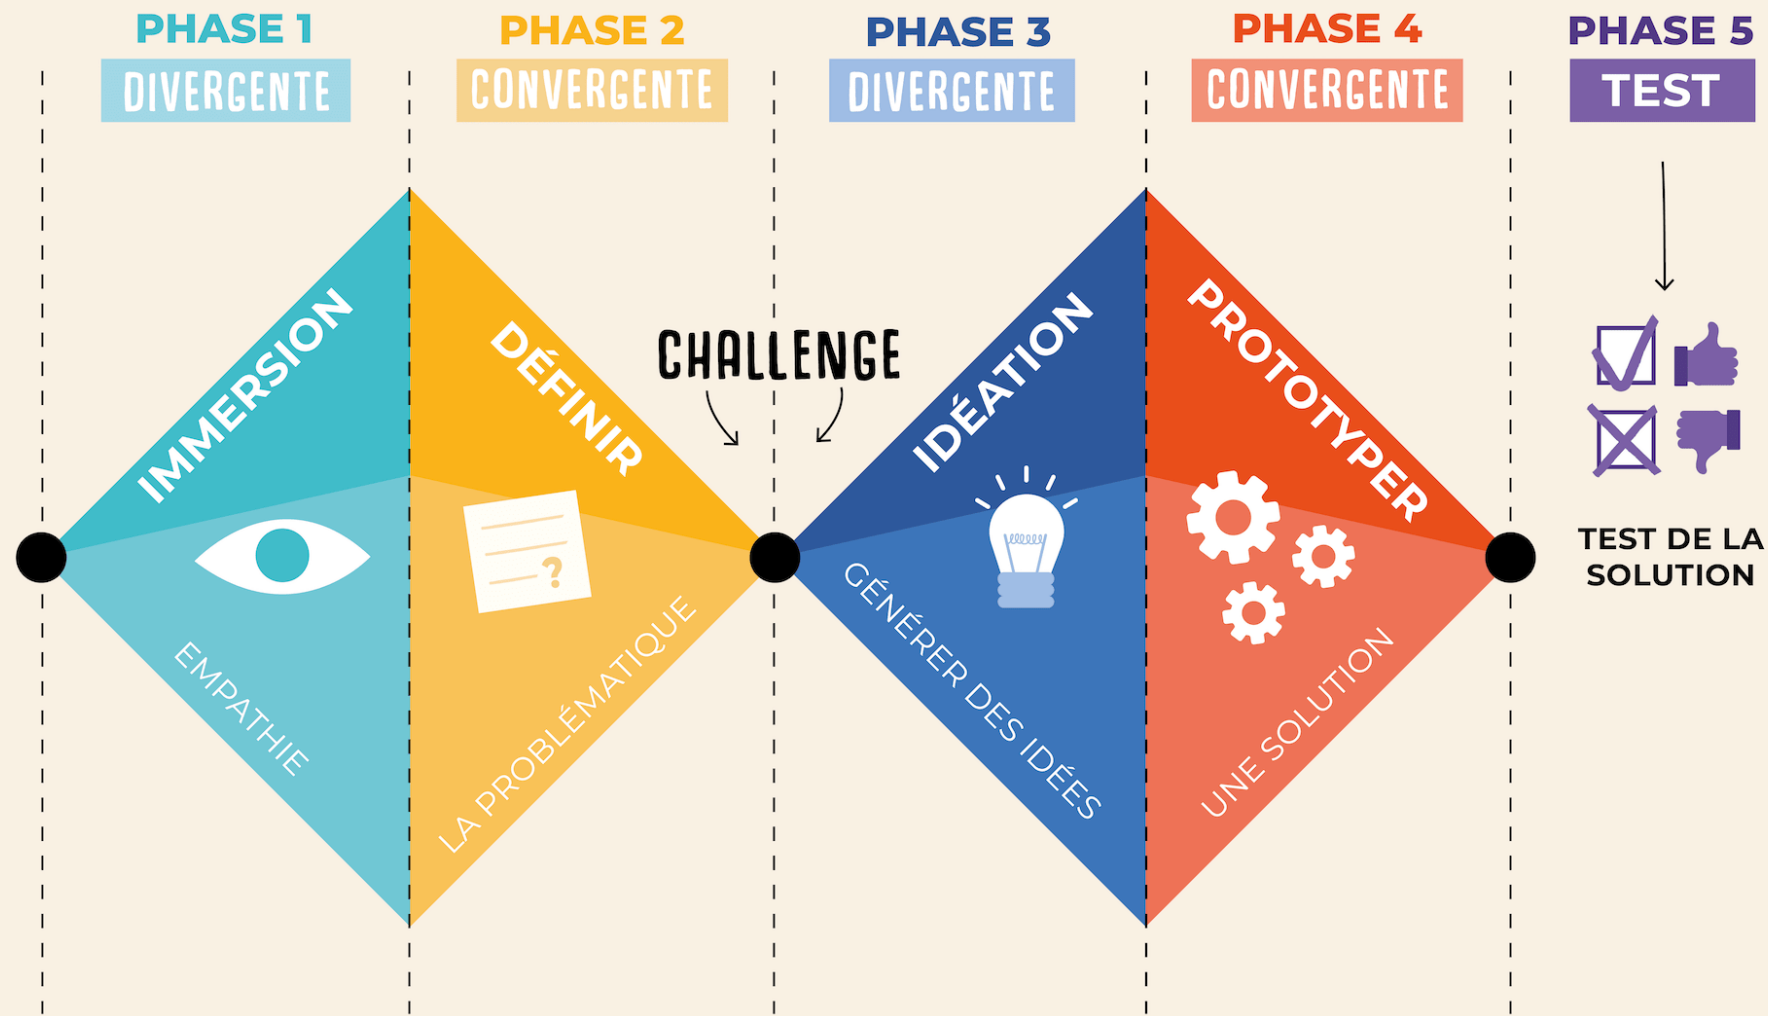 PHASE 1
DIVERGENTE
PHASE 2
CONVERGENTE
PHASE 3
DIVERGENTE
PHASE 4
CONVERGENTE
PHASE 5
TEST
IMMERSION
EMPATHIE
DÉFINIR
?
LA PROBLÉMATIQUE
CHALLENGE
IDÉATION
GÉNÉRER DES IDÉES
PROTOTYPER
UNE SOLUTION
TEST DE LA
SOLUTION